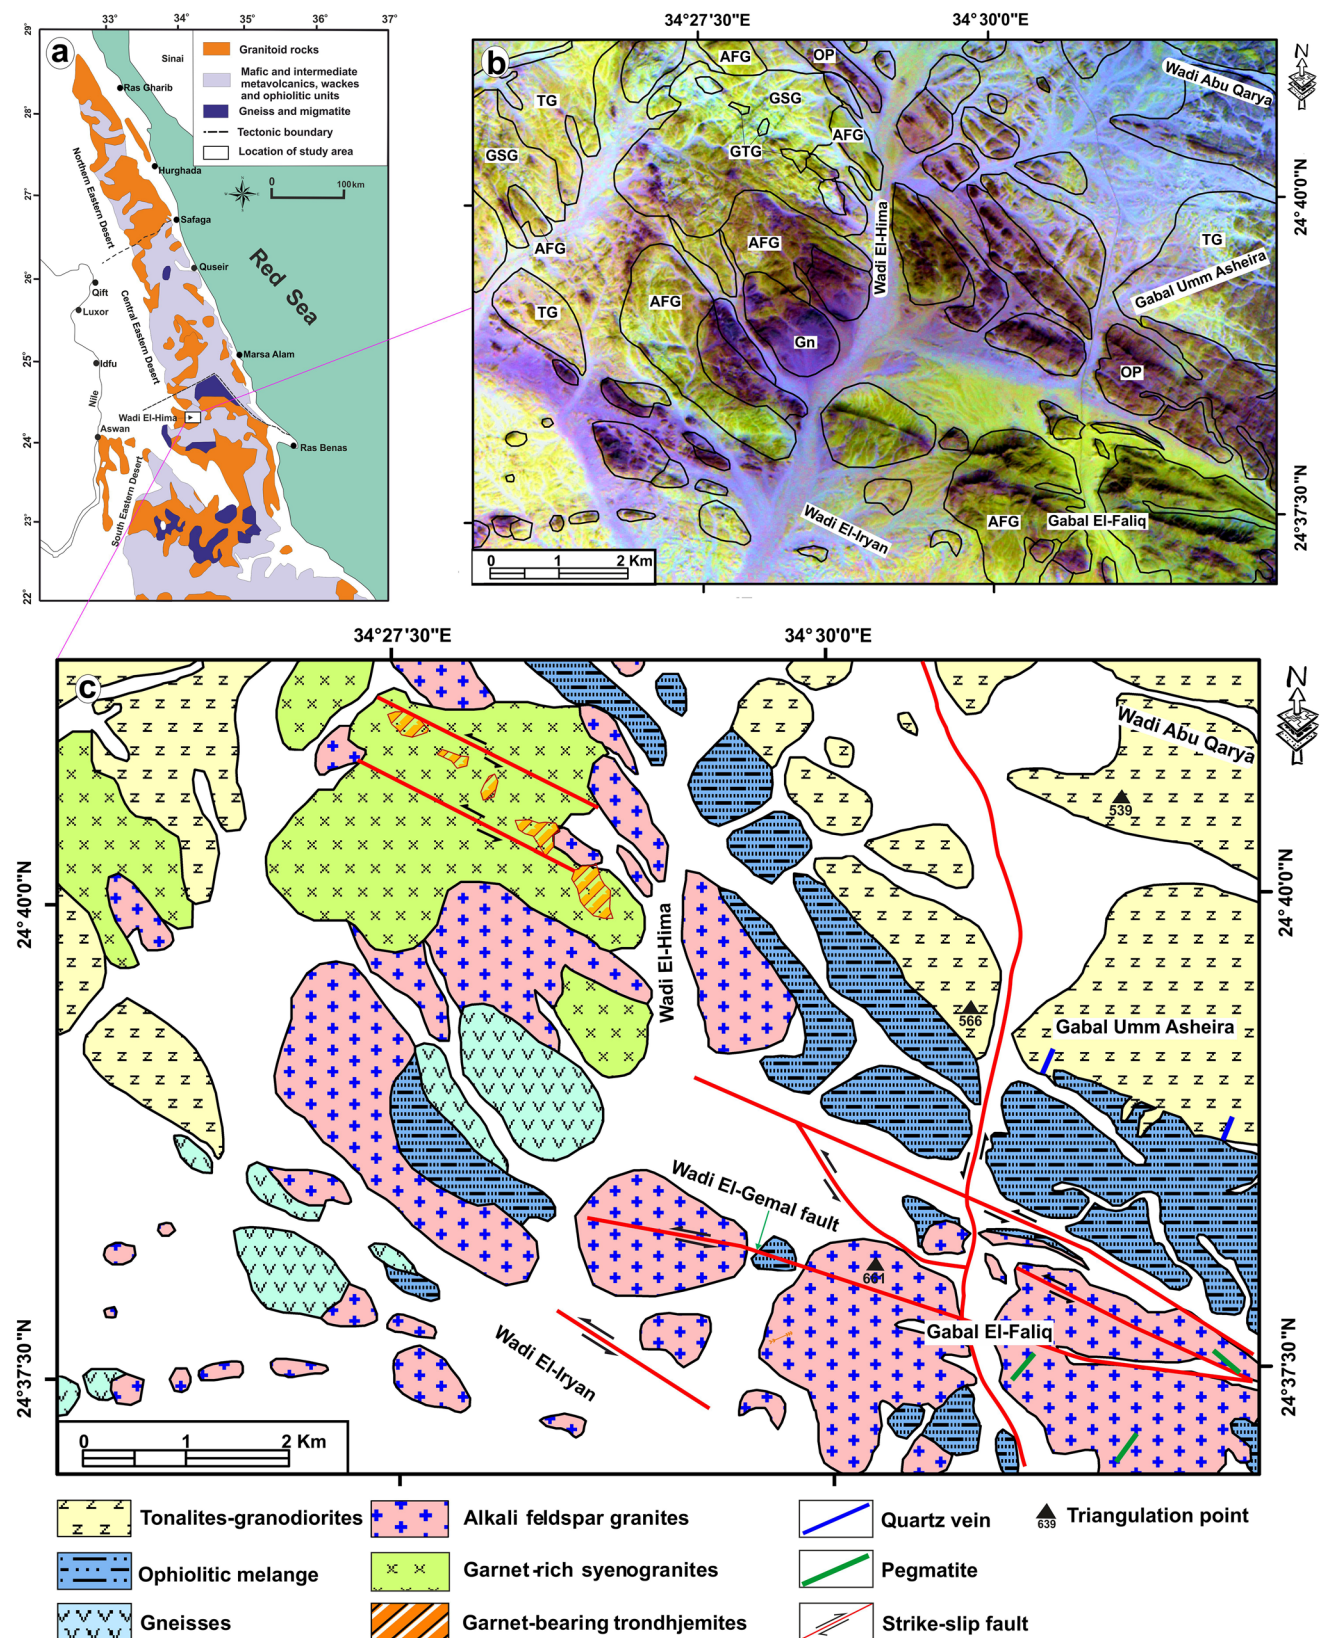 33°
34°
35°
36°
37°
29°
28°
27°
26°
25°
24°
23°
22°
a
Sinai
Ras Gharib
Hurghada
Safaga
Quseir
Qift
Luxor
Idfu
Nile
Aswan
Marsa Alam
Ras Benas
Wadi El-Hima
Red Sea
Northern Eastern Desert
Central Eastern Desert
South Eastern Desert
Granitoid rocks
Mafic and intermediate
metavolcanics, wackes
and ophiolitic units
Gneiss and migmatite
Tectonic boundary
Location of study area
0
100km
34°27'30"E
34°30'0"E
b
AFG
OP
TG
GSG
AFG
GTG
GSG
AFG
AFG
AFG
TG
TG
Gn
OP
AFG
Wadi Abu Qarya
Wadi El-Hima
Gabal Umm Asheira
Wadi El-Iryan
Gabal El-Faliq
N
24°40'0"N
24°37'30"N
0 1 2 Km
34°27'30"E
34°30'0"E
c
N
24°40'0"N
24°37'30"N
24°40'0"N
24°37'30"N
Wadi Abu Qarya
539
Wadi El-Hima
566
Gabal Umm Asheira
Wadi El-Gemal fault
Gabal El-Faliq
Wadi El-Iryan
0 1 2 Km
Tonalites-granodiorites
Alkali feldspar granites
Quartz vein
639
Triangulation point
Ophiolitic melange
Garnet-rich syenogranites
Pegmatite
Gneisses
Garnet-bearing trondhjemites
Strike-slip fault